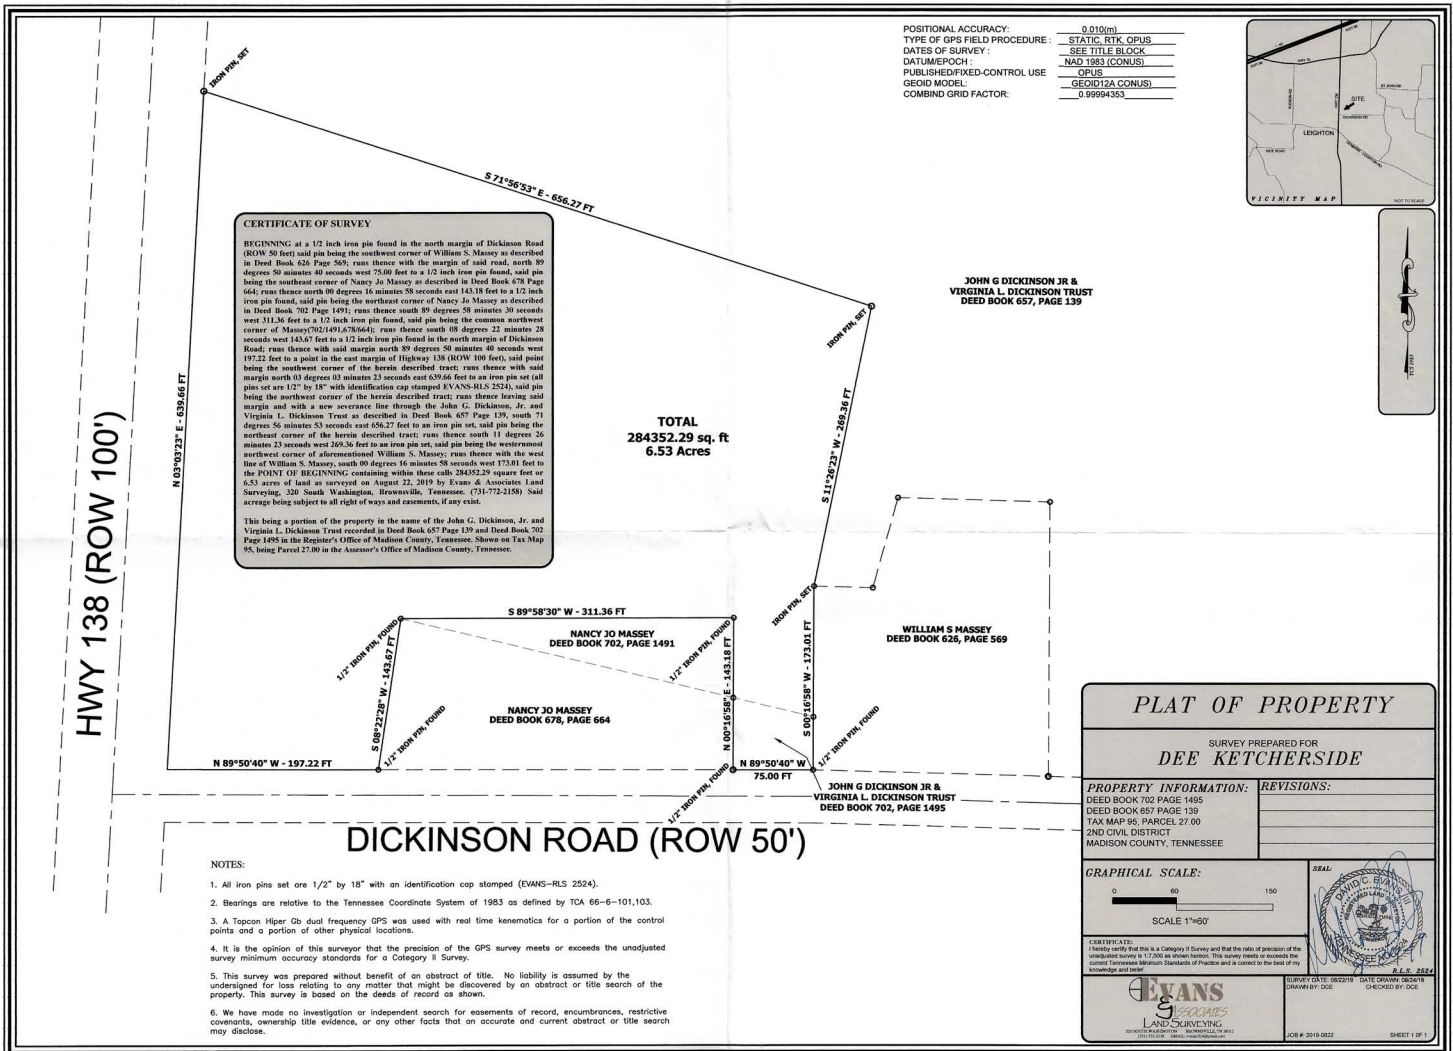 POSITIONAL ACCURACY: 0.010(m)
TYPE OF GPS FIELD PROCEDURE : STATIC, RTK, OPUS
DATES OF SURVEY : SEE TITLE BLOCK
DATUM/EPOCH : NAD 1983 (CONUS)
PUBLISHED/FIXED-CONTROL USE OPUS
GEOID MODEL: GEOID12A CONUS)
COMBIND GRID FACTOR: 0.99994353
SITE
LEIGHTON
VICINITY MAP
NOT TO SCALE
TCS 1983
IRON PIN, SET
S 71°56'53" E - 656.27 FT
CERTIFICATE OF SURVEY
BEGINNING at a 1/2 inch iron pin found in the north margin of Dickinson Road
(ROW 50 feet) said pin being the southwest corner of William S. Massey as described
in Deed Book 626 Page 569; runs thence with the margin of said road, north 89
degrees 50 minutes 40 seconds west 75.00 feet to a 1/2 inch iron pin found, said pin
being the southeast corner of Nancy Jo Massey as described in Deed Book 678 Page
664; runs thence north 00 degrees 16 minutes 58 seconds east 143.18 feet to a 1/2 inch
iron pin found, said pin being the northeast corner of Nancy Jo Massey as described
in Deed Book 702 Page 1491; runs thence south 89 degrees 58 minutes 30 seconds
west 311.36 feet to a 1/2 inch iron pin found, said pin being the common northwest
corner of Massey(702/1491,678/664); runs thence south 08 degrees 22 minutes 28
seconds west 143.67 feet to a 1/2 inch iron pin found in the north margin of Dickinson
Road; runs thence with said margin north 89 degrees 50 minutes 40 seconds west
197.22 feet to a point in the east margin of Highway 138 (ROW 100 feet), said point
being the southwest corner of the herein described tract; runs thence with said
margin north 03 degrees 03 minutes 23 seconds east 639.66 feet to an iron pin set (all
pins set are 1/2" by 18" with identification cap stamped EVANS-RLS 2524), said pin
being the northwest corner of the herein described tract; runs thence leaving said
margin and with a new severance line through the John G. Dickinson, Jr. and
Virginia L. Dickinson Trust as described in Deed Book 657 Page 139, south 71
degrees 56 minutes 53 seconds east 656.27 feet to an iron pin set, said pin being the
northeast corner of the herein described tract; runs thence south 11 degrees 26
minutes 23 seconds west 269.36 feet to an iron pin set, said pin being the westernmost
northwest corner of aforementioned William S. Massey; runs thence with the west
line of William S. Massey, south 00 degrees 16 minutes 58 seconds west 173.01 feet to
the POINT OF BEGINNING containing within these calls 284352.29 square feet or
6.53 acres of land as surveyed on August 22, 2019 by Evans & Associates Land
Surveying, 320 South Washington, Brownsville, Tennessee. (731-772-2158) Said
acreage being subject to all right of ways and easements, if any exist.
This being a portion of the property in the name of the John G. Dickinson, Jr. and
Virginia L. Dickinson Trust recorded in Deed Book 657 Page 139 and Deed Book 702
Page 1495 in the Register's Office of Madison County, Tennessee. Shown on Tax Map
95, being Parcel 27.00 in the Assessor's Office of Madison County, Tennessee.
JOHN G DICKINSON JR &
VIRGINIA L. DICKINSON TRUST
DEED BOOK 657, PAGE 139
IRON PIN, SET
TOTAL
284352.29 sq. ft
6.53 Acres
N 03°03'23" E - 639.66 FT
S 11°26'23" W - 269.36 FT
HWY 138 (ROW 100')
IRON PIN, SET
S 89°58'30" W - 311.36 FT
NANCY JO MASSEY
DEED BOOK 702, PAGE 1491
WILLIAM S MASSEY
DEED BOOK 626, PAGE 569
1/2" IRON PIN, FOUND
1/2" IRON PIN, FOUND
S 08°22'28" W - 143.67 FT
N 00°16'58" E - 143.18 FT
S 00°16'58" W - 173.01 FT
NANCY JO MASSEY
DEED BOOK 678, PAGE 664
1/2" IRON PIN, FOUND
1/2" IRON PIN, FOUND
1/2" IRON PIN, FOUND
N 89°50'40" W - 197.22 FT
N 89°50'40" W
75.00 FT
JOHN G DICKINSON JR &
VIRGINIA L. DICKINSON TRUST
DEED BOOK 702, PAGE 1495
DICKINSON ROAD (ROW 50')
NOTES:
1. All iron pins set are 1/2" by 18" with an identification cap stamped (EVANS-RLS 2524).
2. Bearings are relative to the Tennessee Coordinate System of 1983 as defined by TCA 66-6-101,103.
3. A Topcon Hiper Gb dual frequency GPS was used with real time kenematics for a portion of the control
points and a portion of other physical locations.
4. It is the opinion of this surveyor that the precision of the GPS survey meets or exceeds the unadjusted
survey minimum accuracy standards for a Category II Survey.
5. This survey was prepared without benefit of an abstract of title. No liability is assumed by the
undersigned for loss relating to any matter that might be discovered by an abstract or title search of the
property. This survey is based on the deeds of record as shown.
6. We have made no investigation or independent search for easements of record, encumbrances, restrictive
covenants, ownership title evidence, or any other facts that an accurate and current abstract or title search
may disclose.
PLAT OF PROPERTY
SURVEY PREPARED FOR
DEE KETCHERSIDE
PROPERTY INFORMATION:
DEED BOOK 702 PAGE 1495
DEED BOOK 657 PAGE 139
TAX MAP 95, PARCEL 27.00
2ND CIVIL DISTRICT
MADISON COUNTY, TENNESSEE
REVISIONS:
GRAPHICAL SCALE:
0 60 150
SCALE 1"=60'
SEAL:
DAVID C. EVANS III
REGISTERED LAND SURVEYOR
AGRICULTURE
COMMERCE
TENNESSEE NO. 2524
R.L.S. 2524
CERTIFICATE:
I hereby certify that this is a Category II Survey and that the ratio of precision of the
unadjusted survey is 1:7,500 as shown hereon. This survey meets or exceeds the
current Tennessee Minimum Standards of Practice and is correct to the best of my
knowledge and belief
EVANS
& ASSOCIATES
LAND SURVEYING
320 SOUTH WASHINGTON BROWNSVILLE, TN 38012
SURVEY DATE: 08/22/19 DATE DRAWN: 09/24/19
DRAWN BY: DCE CHECKED BY: DCE
JOB #: 2019-0822 SHEET 1 OF 1